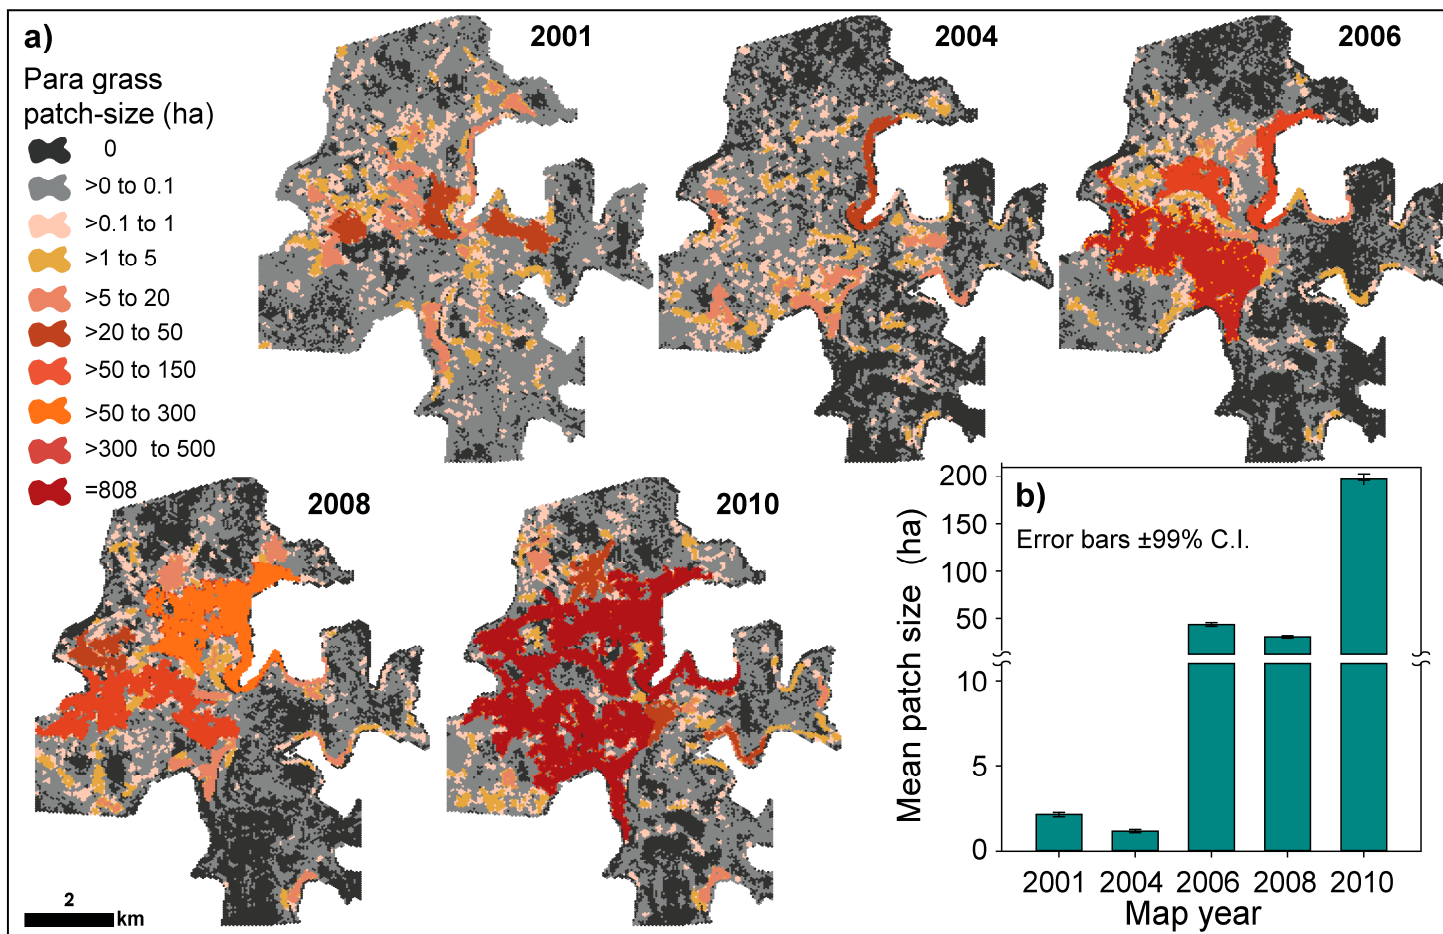 a)
2001
2004
2006
Para grass
patch-size (ha)
0
>0 to 0.1
>0.1 to 1
>1 to 5
>5 to 20
>20 to 50
>50 to 150
>50 to 300
>300 to 500
=808
2008
2010
2
km
b)
Error bars ±99% C.I.
Mean patch size (ha)
200
150
100
50
10
5
0
2001 2004 2006 2008 2010
Map year